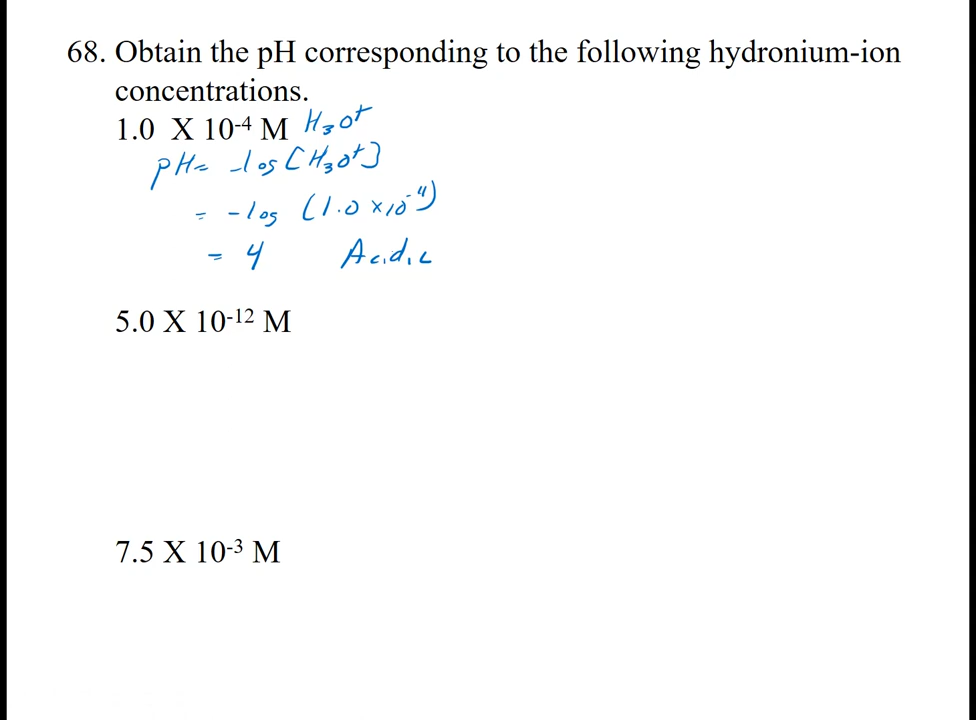 68. Obtain the pH corresponding to the following hydronium-ion
concentrations.
1.0 X 10⁻⁴ M H₃O⁺
pH = -log [H₃O⁺]
= -log (1.0 x 10⁻⁴)
= 4 Acidic
5.0 X 10⁻¹² M
7.5 X 10⁻³ M